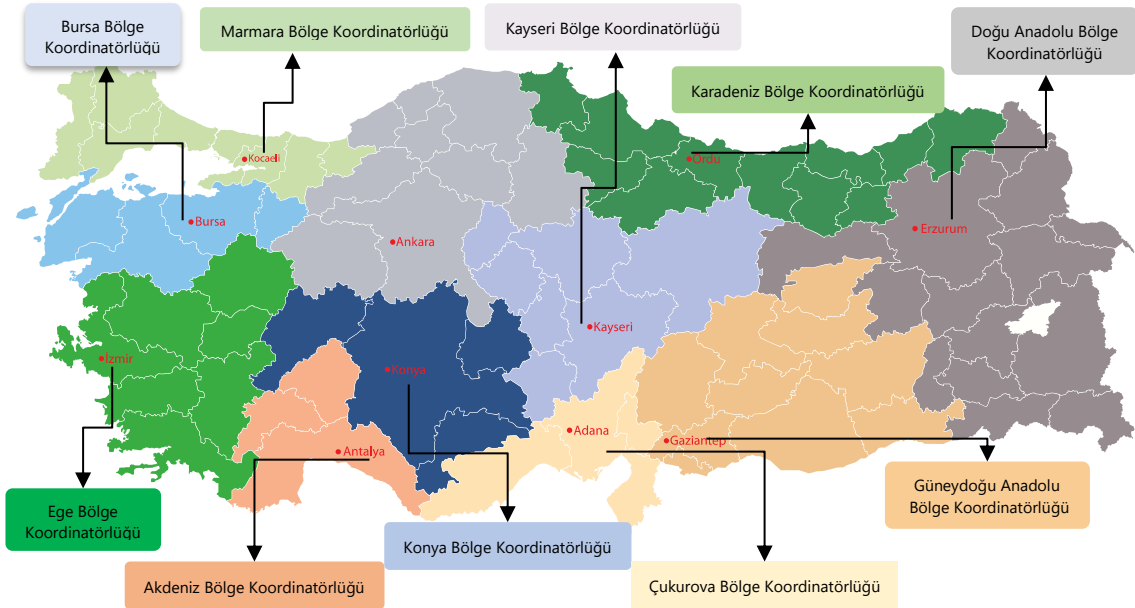 Bursa Bölge
Koordinatörlüğü
Marmara Bölge Koordinatörlüğü
Kayseri Bölge Koordinatörlüğü
Doğu Anadolu Bölge
Koordinatörlüğü
Karadeniz Bölge Koordinatörlüğü
Kocaeli
Ordu
Bursa
Ankara
Erzurum
Kayseri
İzmir
Konya
Adana
Gaziantep
Antalya
Güneydoğu Anadolu
Bölge Koordinatörlüğü
Ege Bölge
Koordinatörlüğü
Konya Bölge Koordinatörlüğü
Akdeniz Bölge Koordinatörlüğü
Çukurova Bölge Koordinatörlüğü